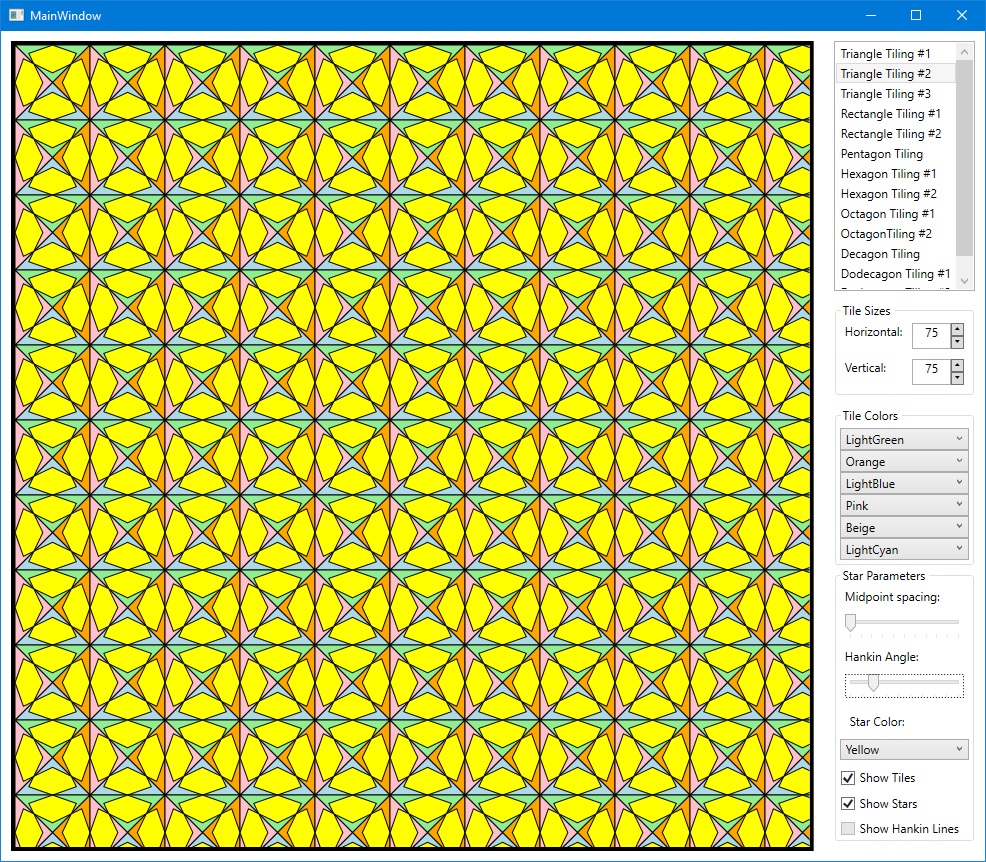 MainWindow
Triangle Tiling #1
Triangle Tiling #2
Triangle Tiling #3
Rectangle Tiling #1
Rectangle Tiling #2
Pentagon Tiling
Hexagon Tiling #1
Hexagon Tiling #2
Octagon Tiling #1
OctagonTiling #2
Decagon Tiling
Dodecagon Tiling #1
Tile Sizes
Horizontal: 75
Vertical: 75
Tile Colors
LightGreen
Orange
LightBlue
Pink
Beige
LightCyan
Star Parameters
Midpoint spacing:
Hankin Angle:
Star Color:
Yellow
Show Tiles
Show Stars
Show Hankin Lines